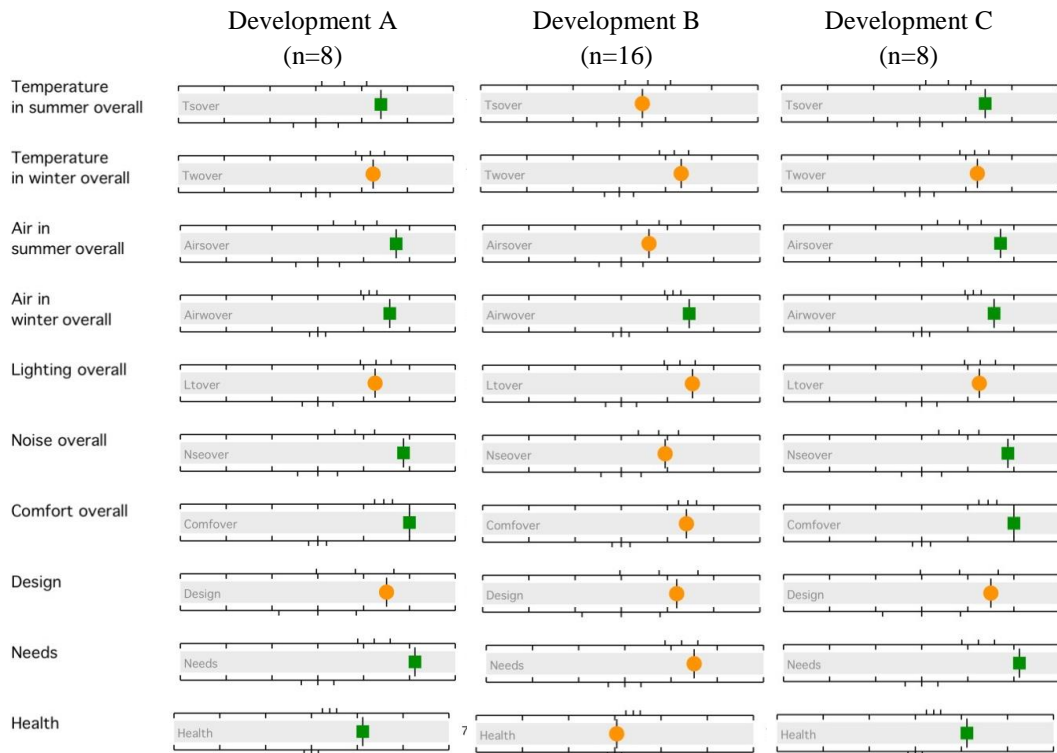 Development A Development B Development C
(n=8) (n=16) (n=8)
Temperature
in summer overall
Tsover Tsover Tsover
Temperature
in winter overall
Twover Twover Twover
Air in
summer overall
Airsover Airsover Airsover
Air in
winter overall
Airwover Airwover Airwover
Lighting overall
Ltover Ltover Ltover
Noise overall
Nseover Nseover Nseover
Comfort overall
Comfover Comfover Comfover
Design
Design Design Design
Needs
Needs Needs Needs
Health
7
Health Health Health